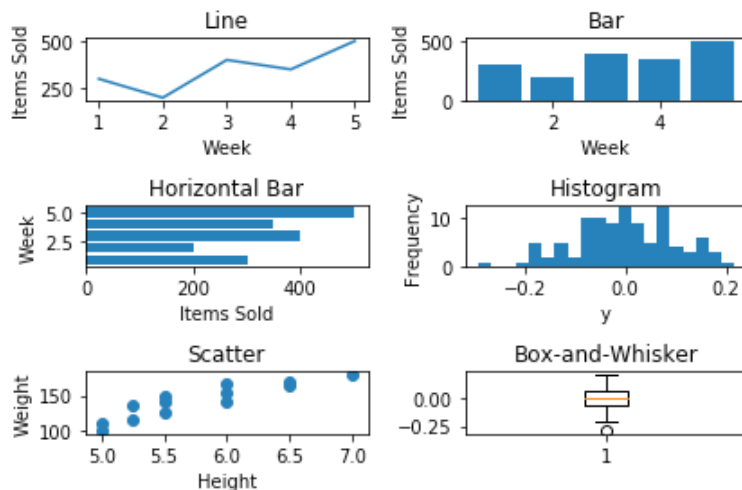 Line
Items Sold
500
250
1 2 3 4 5
Week
Bar
Items Sold
500
0
2 4
Week
Horizontal Bar
Week
5.0
2.5
0 200 400
Items Sold
Histogram
Frequency
10
0
−0.2 0.0 0.2
y
Scatter
Weight
150
100
5.0 5.5 6.0 6.5 7.0
Height
Box-and-Whisker
0.00
−0.25
1